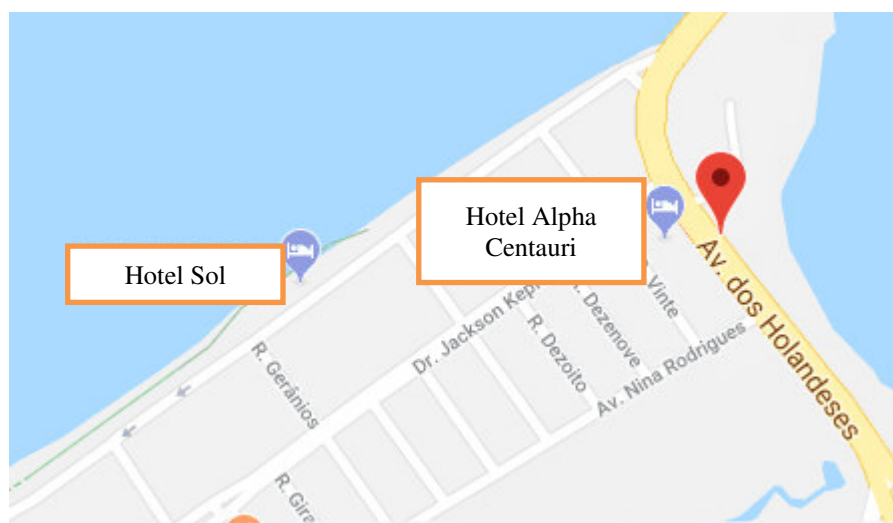 Hotel Alpha
Centauri
Hotel Sol
Av. dos Holandeses
Dr. Jackson Kep
Vinte
R. Dezenove
R. Dezoito
Av. Nina Rodrigues
R. Gerânios
R. Gira